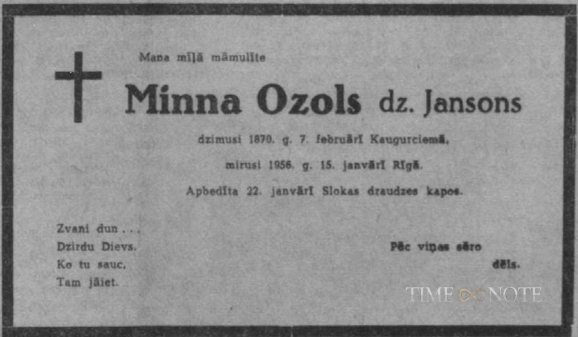 Mana mīļā māmulīte
Minna Ozols dz. Jansons
dzimusi 1870. g. 7. februārī Kaugurciemā,
mirusi 1956. g. 15. janvārī Rīgā.
Apbedīta 22. janvārī Slokas draudzes kapos.
Zvani dun...
Dzirdu Dievs,
Ko tu sauc,
Tam jāiet.
Pēc viņas sēro
dēls.
TIME NOTE